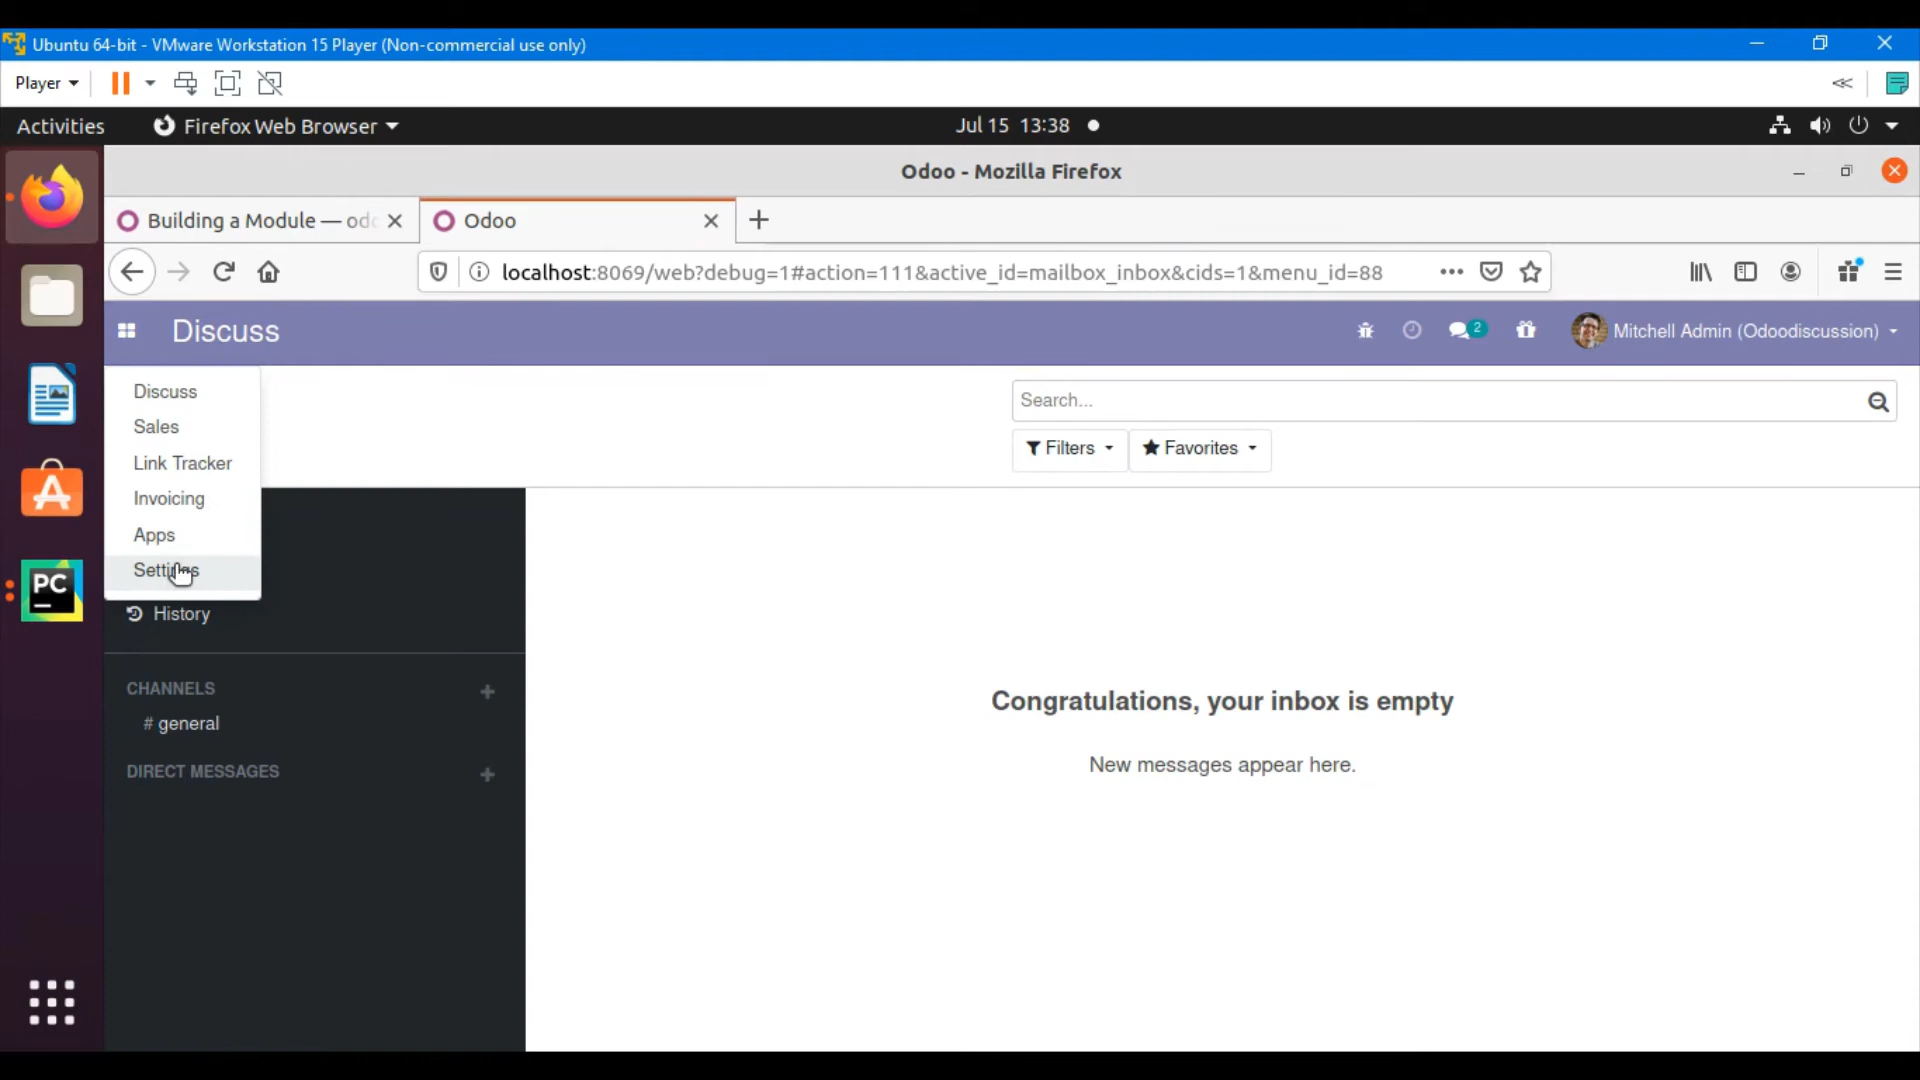 Ubuntu 64-bit - VMware Workstation 15 Player (Non-commercial use only)
Player
Activities
Firefox Web Browser
Jul 15 13:38
Odoo - Mozilla Firefox
Building a Module — odo
Odoo
localhost:8069/web?debug=1#action=111&active_id=mailbox_inbox&cids=1&menu_id=88
Discuss
2
Mitchell Admin (Odoodiscussion)
Discuss
Sales
Link Tracker
Invoicing
Apps
Settings
Search...
Filters
Favorites
History
CHANNELS
# general
DIRECT MESSAGES
Congratulations, your inbox is empty
New messages appear here.
PC